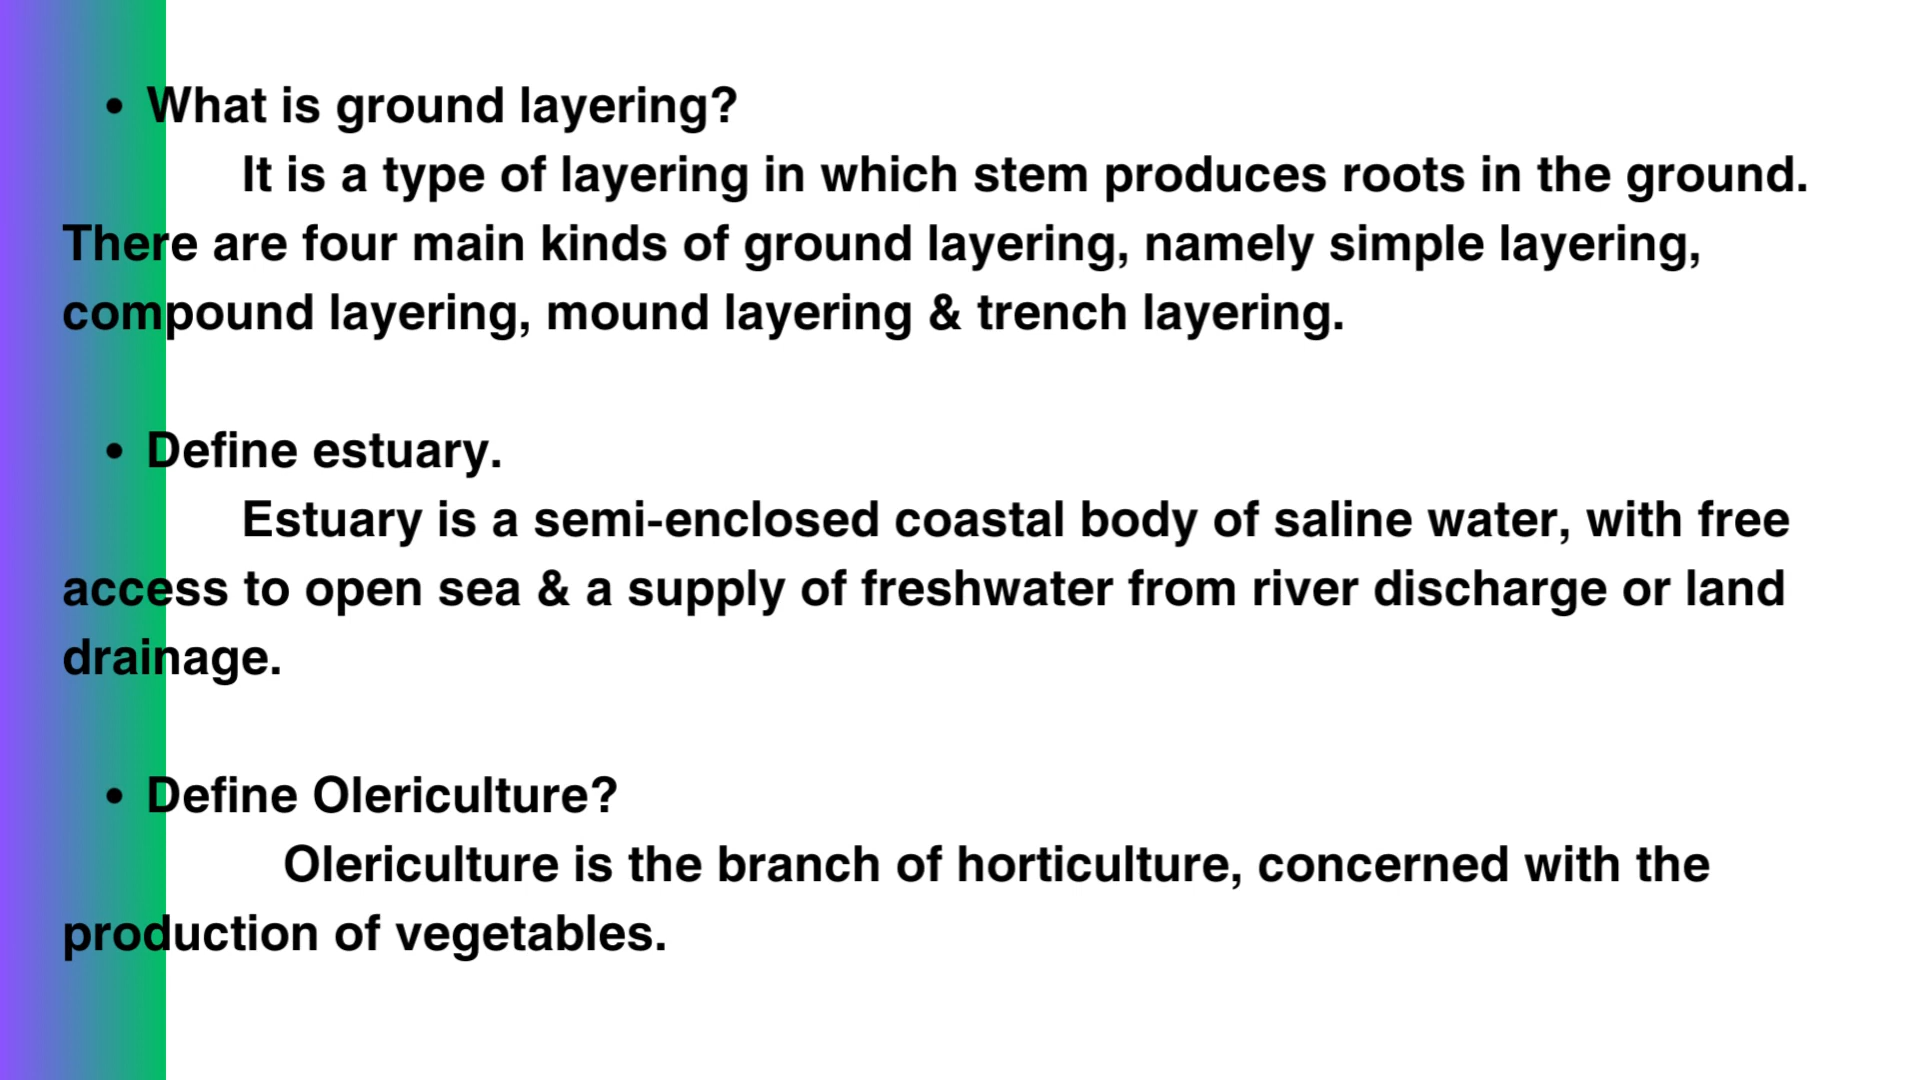 • What is ground layering?
It is a type of layering in which stem produces roots in the ground.
There are four main kinds of ground layering, namely simple layering,
compound layering, mound layering & trench layering.
• Define estuary.
Estuary is a semi-enclosed coastal body of saline water, with free
access to open sea & a supply of freshwater from river discharge or land
drainage.
• Define Olericulture?
Olericulture is the branch of horticulture, concerned with the
production of vegetables.